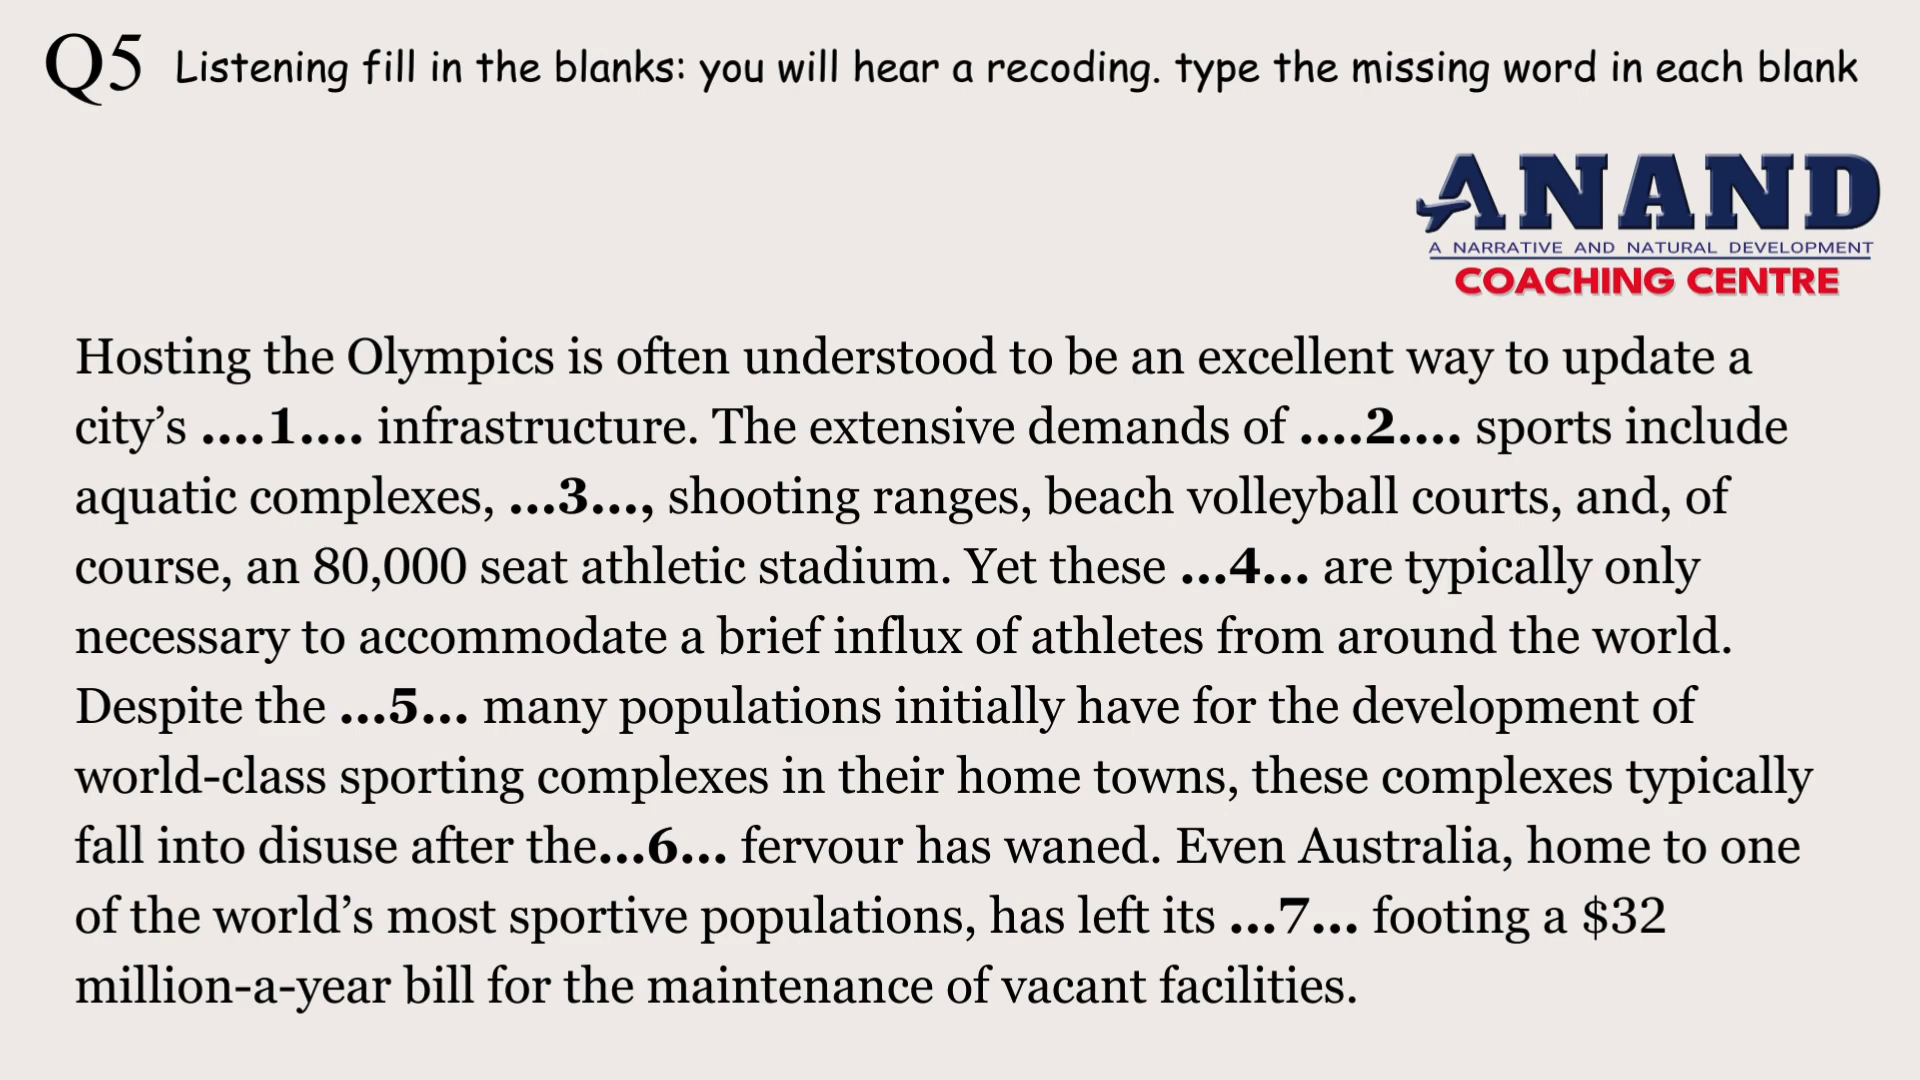 Q5 Listening fill in the blanks: you will hear a recoding. type the missing word in each blank
ANAND
A NARRATIVE AND NATURAL DEVELOPMENT
COACHING CENTRE
Hosting the Olympics is often understood to be an excellent way to update a
city’s ....1.... infrastructure. The extensive demands of ....2.... sports include
aquatic complexes, ...3..., shooting ranges, beach volleyball courts, and, of
course, an 80,000 seat athletic stadium. Yet these ...4... are typically only
necessary to accommodate a brief influx of athletes from around the world.
Despite the ...5... many populations initially have for the development of
world-class sporting complexes in their home towns, these complexes typically
fall into disuse after the...6... fervour has waned. Even Australia, home to one
of the world’s most sportive populations, has left its ...7... footing a $32
million-a-year bill for the maintenance of vacant facilities.